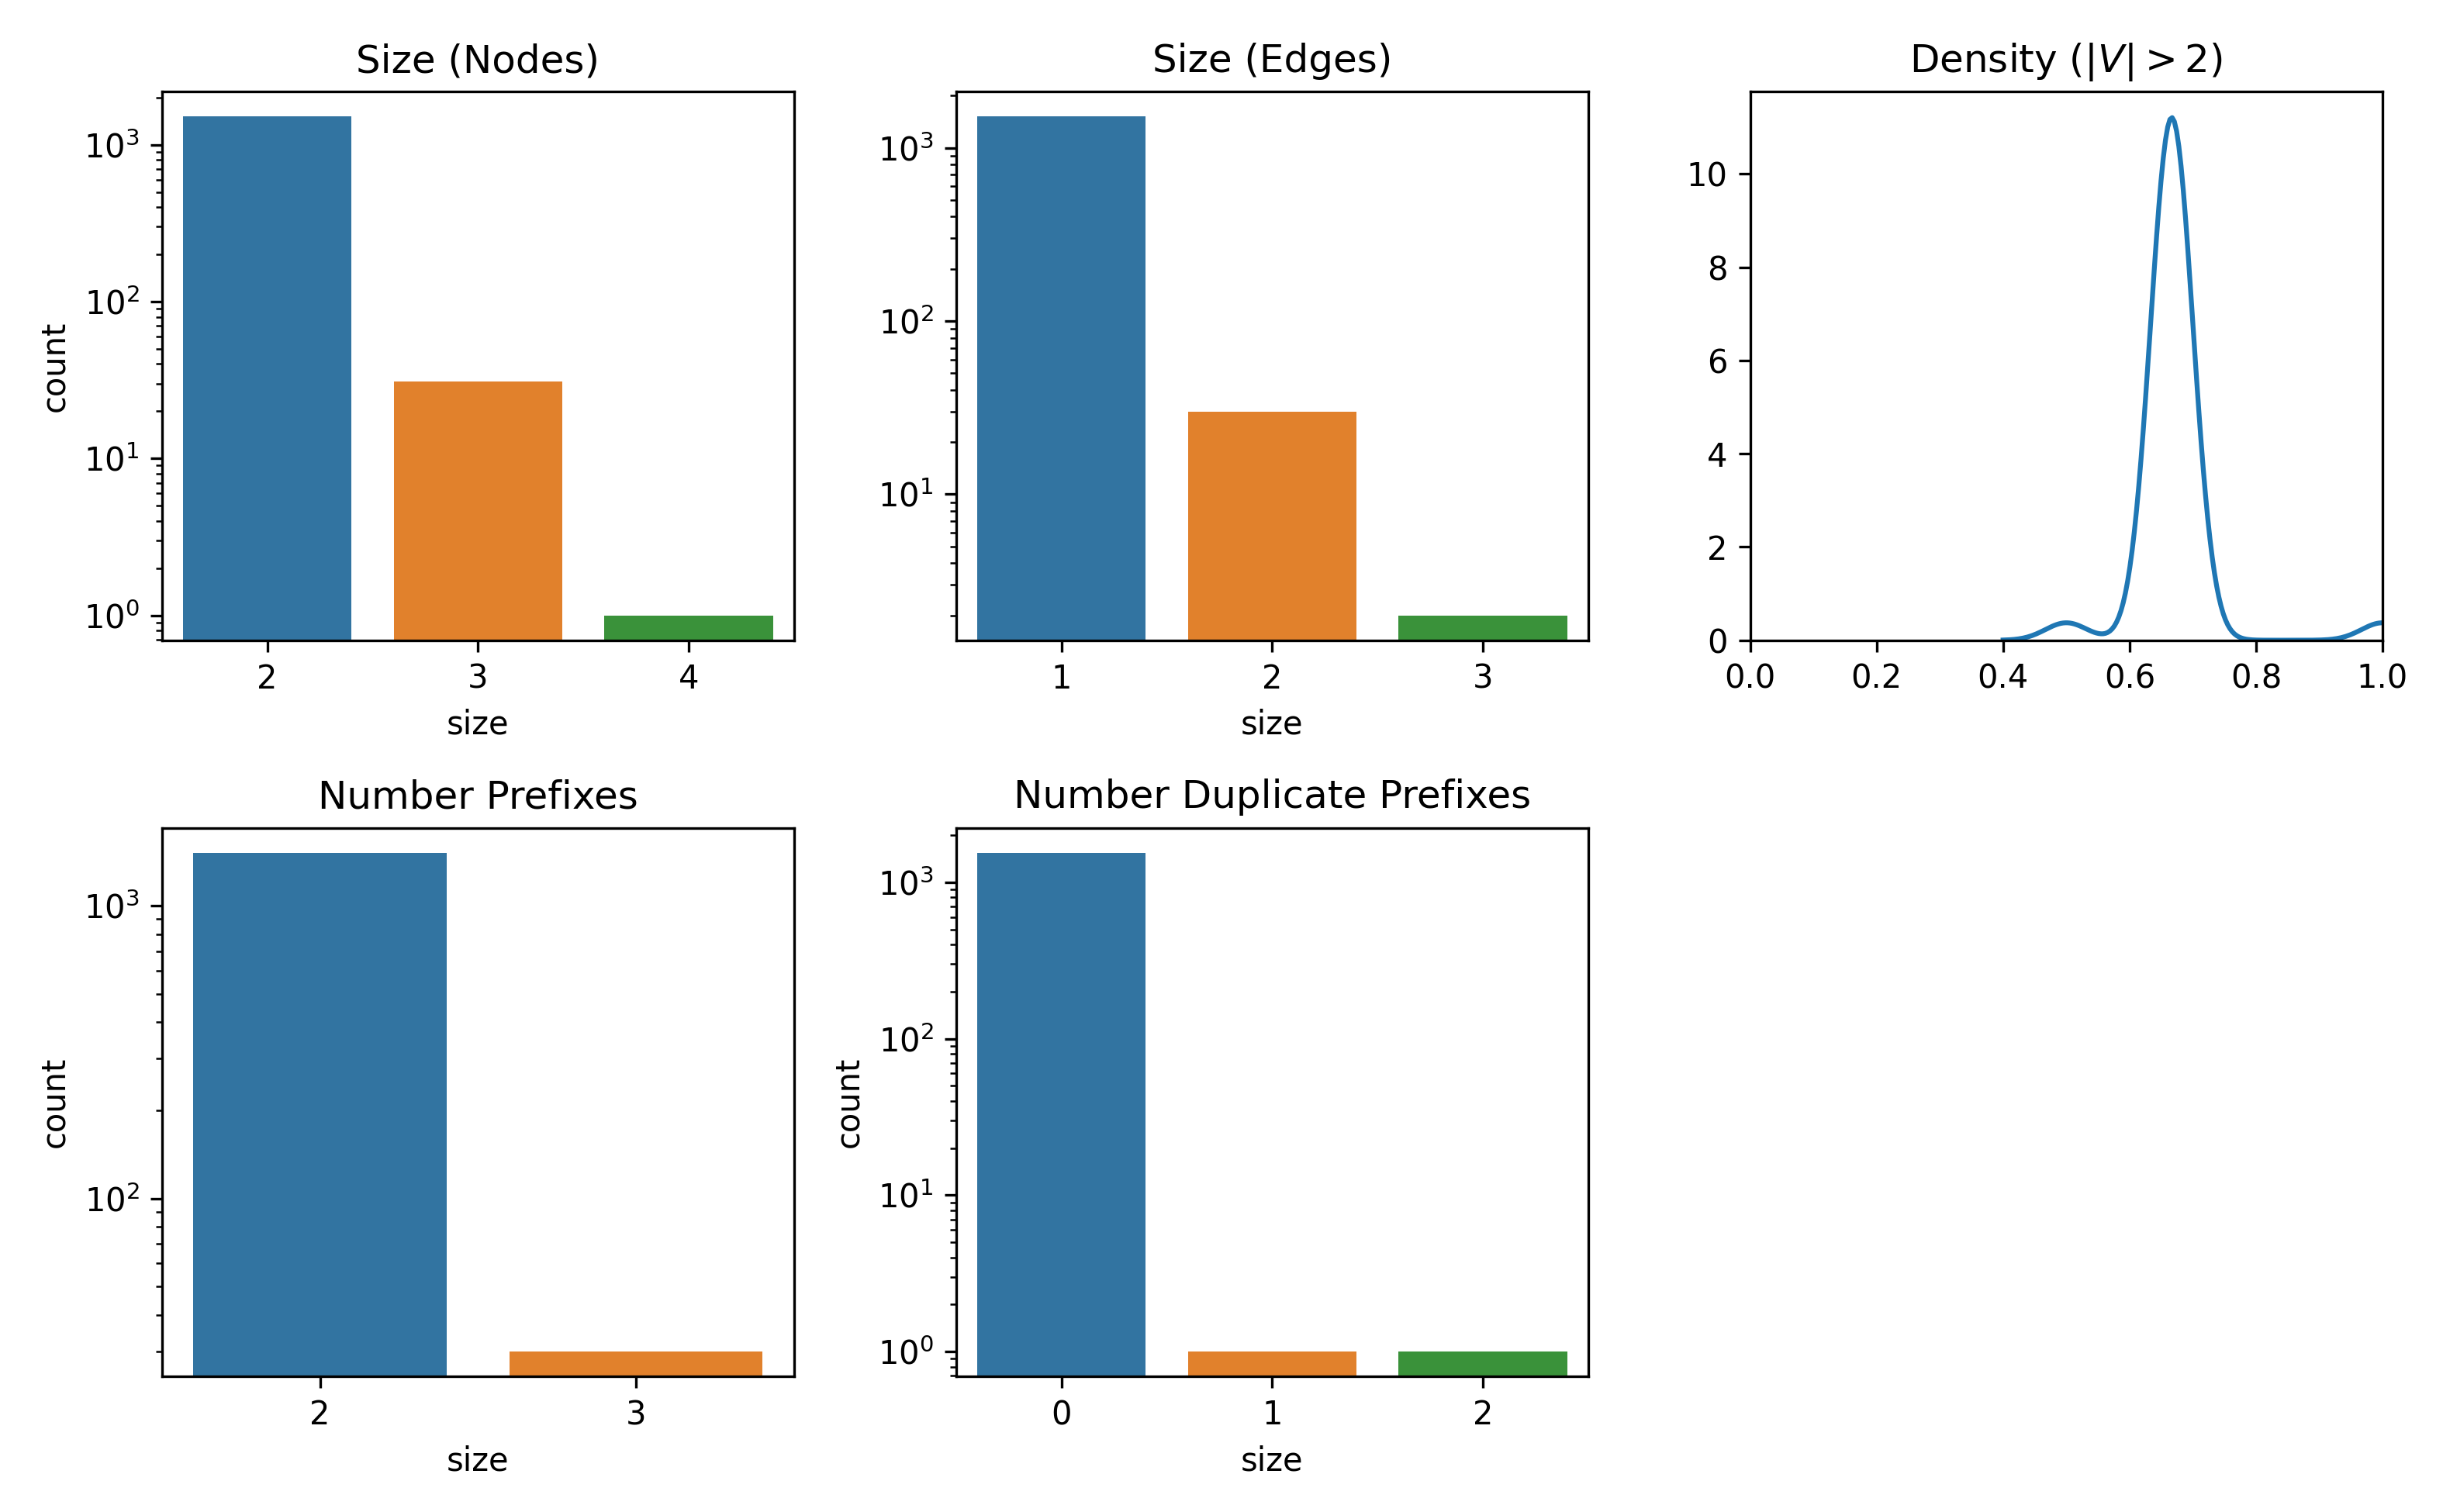 Size (Nodes)
10³
10²
10¹
10⁰
count
2 3 4
size
Size (Edges)
10³
10²
10¹
1 2 3
size
Density (|V| > 2)
10
8
6
4
2
0
0.0 0.2 0.4 0.6 0.8 1.0
Number Prefixes
10³
10²
count
2 3
size
Number Duplicate Prefixes
10³
10²
10¹
10⁰
count
0 1 2
size